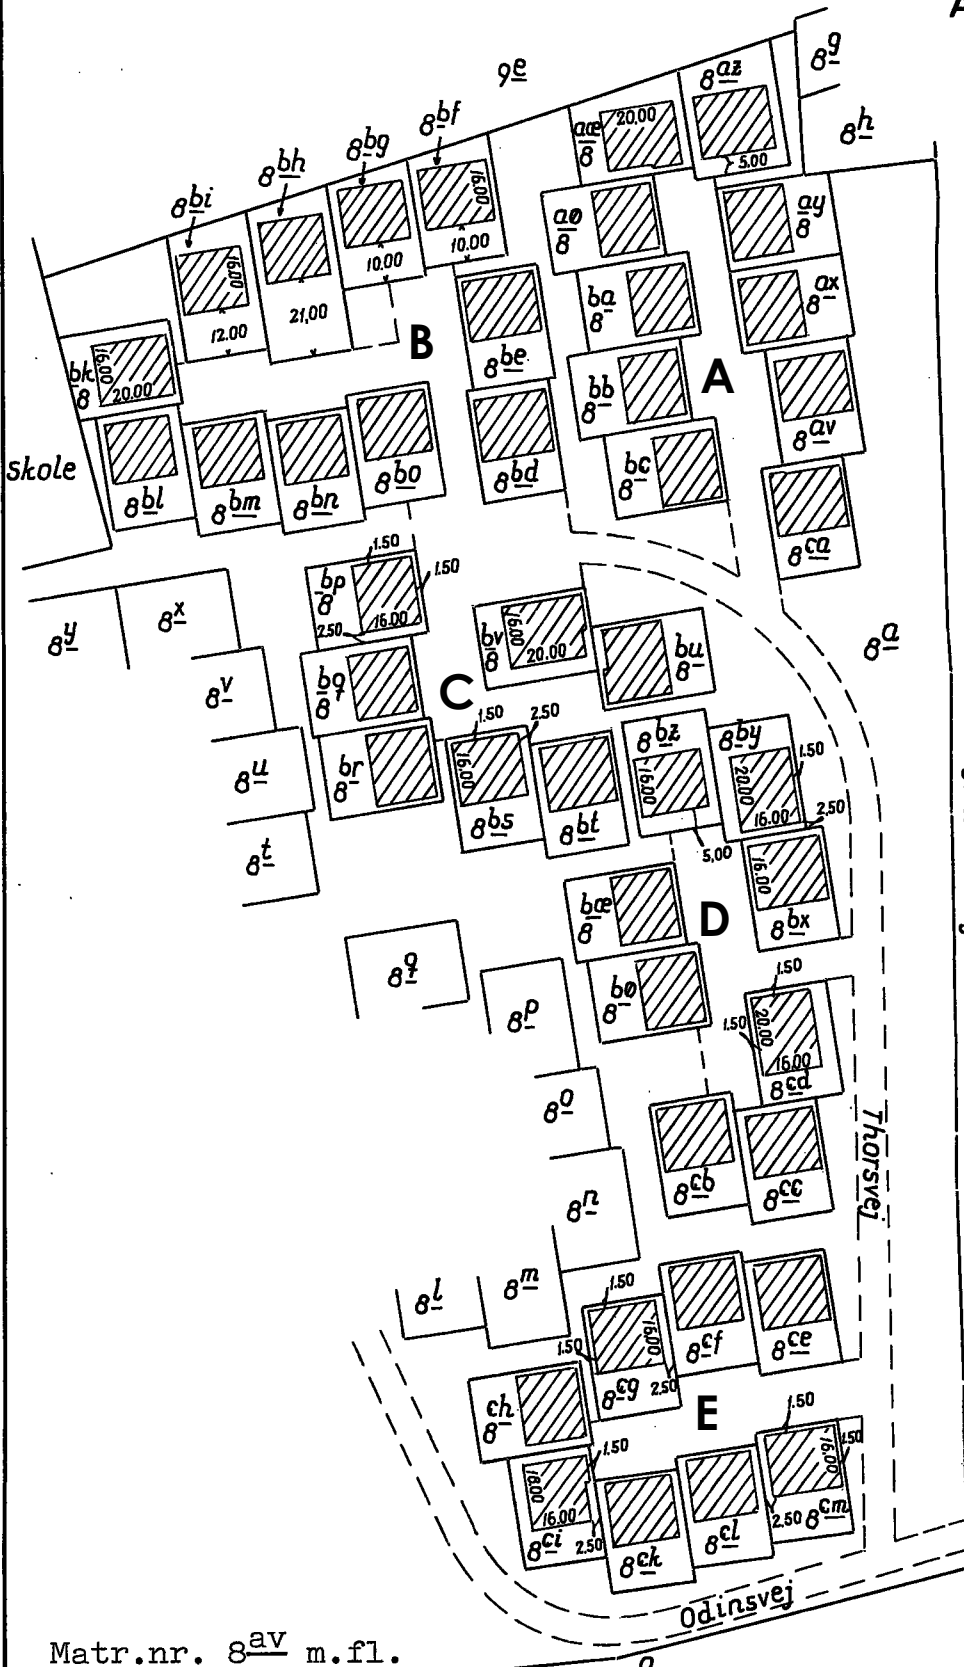 A
9e
8g
8az
8h
8bf
8bg
8bh
8bi
æ
8
20,00
5.00
16.00
10.00
10.00
16.00
12.00
21,00
aø
8
ay
8
ba
8
ax
8
B
A
8be
bb
8
bk
8
16.00
20.00
8av
bc
8
Skole
8bl
8bm
8bn
8bo
8bd
8ca
1.50
1.50
bp
8
2.50
16.00
8y
8x
8v
bv
8
16.00
20.00
bu
8
8a
bq
8
C
1.50
2.50
8u
br
8
16.00
8bs
8bt
8bz
16.00
8by
20.00
16.00
1.50
2.50
5,00
8t
16.00
8bx
bæ
8
D
8q
8p
bø
8
1.50
1.50
20.00
16.00
8cd
8o
8n
8cb
8cc
Thorsvej
8m
8l
1.50
1.50
16.00
8cg
2.50
8cf
8ce
ch
8
E
1.50
1.50
16.00
1.50
16.00
16.00
8ci
2.50
8ck
8cl
2.50
8cm
Odinsvej
Matr.nr. 8av m.fl.